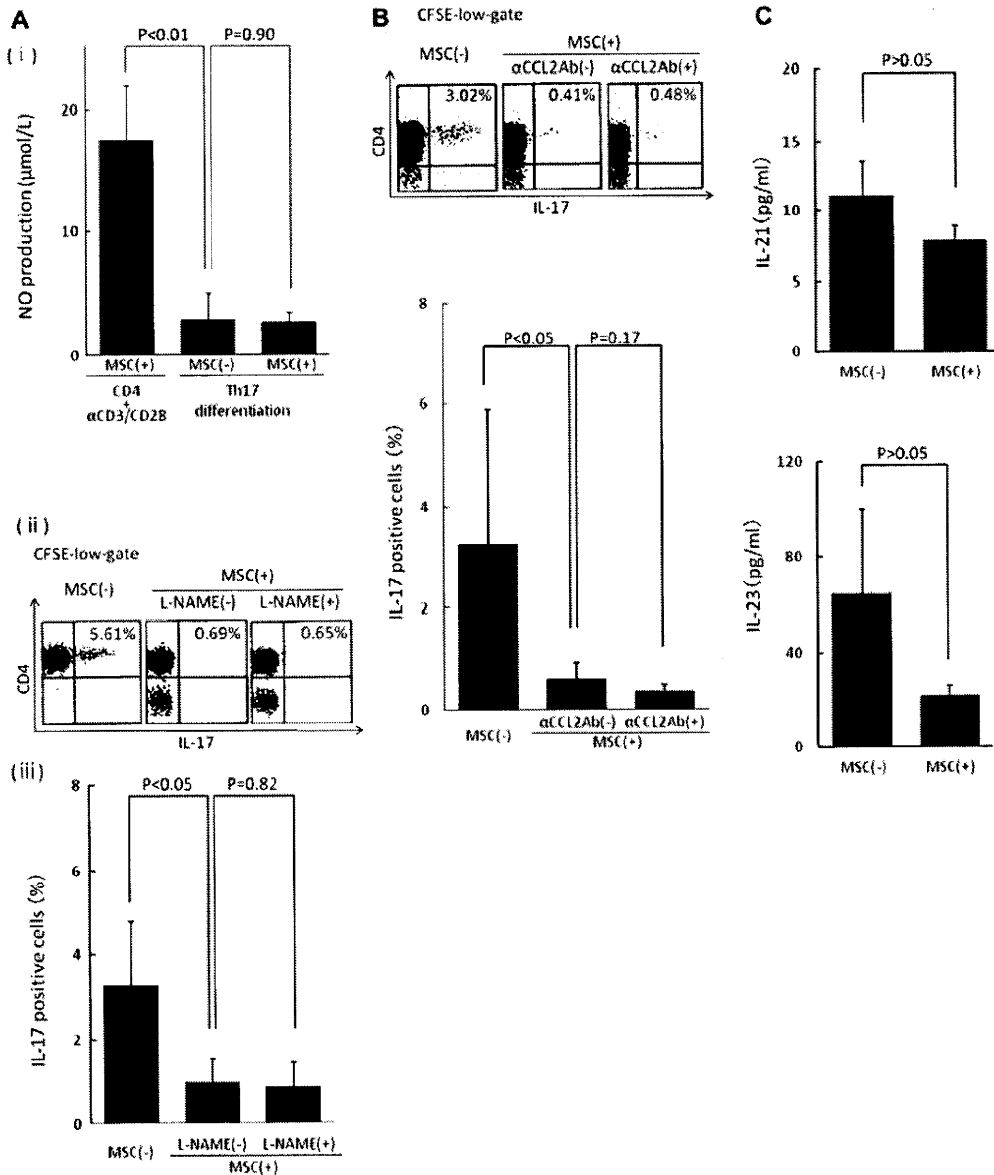 A
(i)
P<0.01 P=0.90
NO production (μmol/L)
20
10
0
MSC(+) MSC(-) MSC(+)
CD4
+
αCD3/CD28
Th17
differentiation
(ii)
CFSE-low-gate
MSC(-)
MSC(+)
L-NAME(-) L-NAME(+)
5.61% 0.69% 0.65%
CD4
IL-17
(iii)
P<0.05 P=0.82
IL-17 positive cells (%)
8
6
4
2
0
MSC(-) L-NAME(-) L-NAME(+)
MSC(+)
B
CFSE-low-gate
MSC(-)
MSC(+)
αCCL2Ab(-) αCCL2Ab(+)
3.02% 0.41% 0.48%
CD4
IL-17
P<0.05 P=0.17
IL-17 positive cells (%)
8
6
4
2
0
MSC(-) αCCL2Ab(-) αCCL2Ab(+)
MSC(+)
C
P>0.05
IL-21(pg/ml)
20
15
10
5
0
MSC(-) MSC(+)
P>0.05
IL-23(pg/ml)
120
80
40
0
MSC(-) MSC(+)